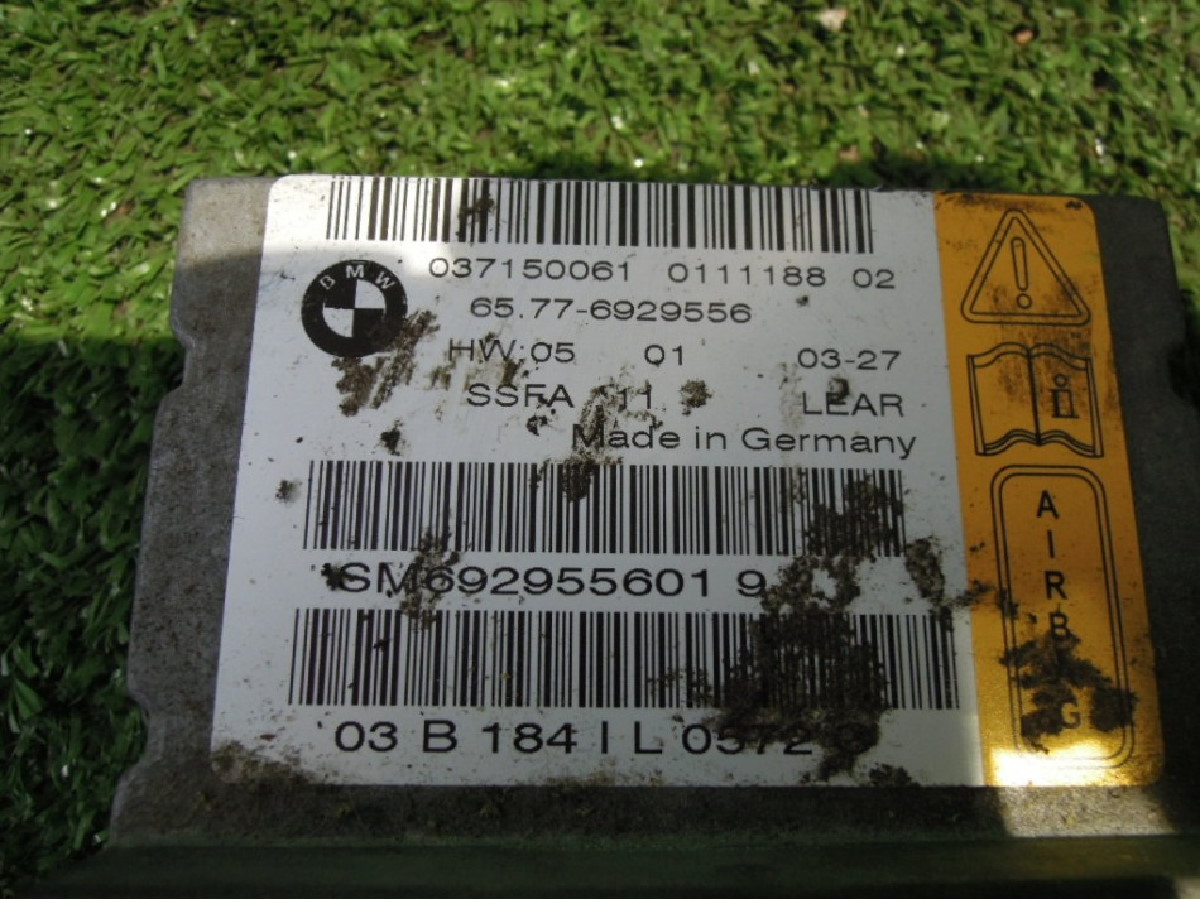 BMW
037150061 0111188 02
65.77-6929556
HW:05 01 03-27
SSFA 11 LEAR
Made in Germany
SM692955601 9
03 B 184 I L 0572
AIRBAG